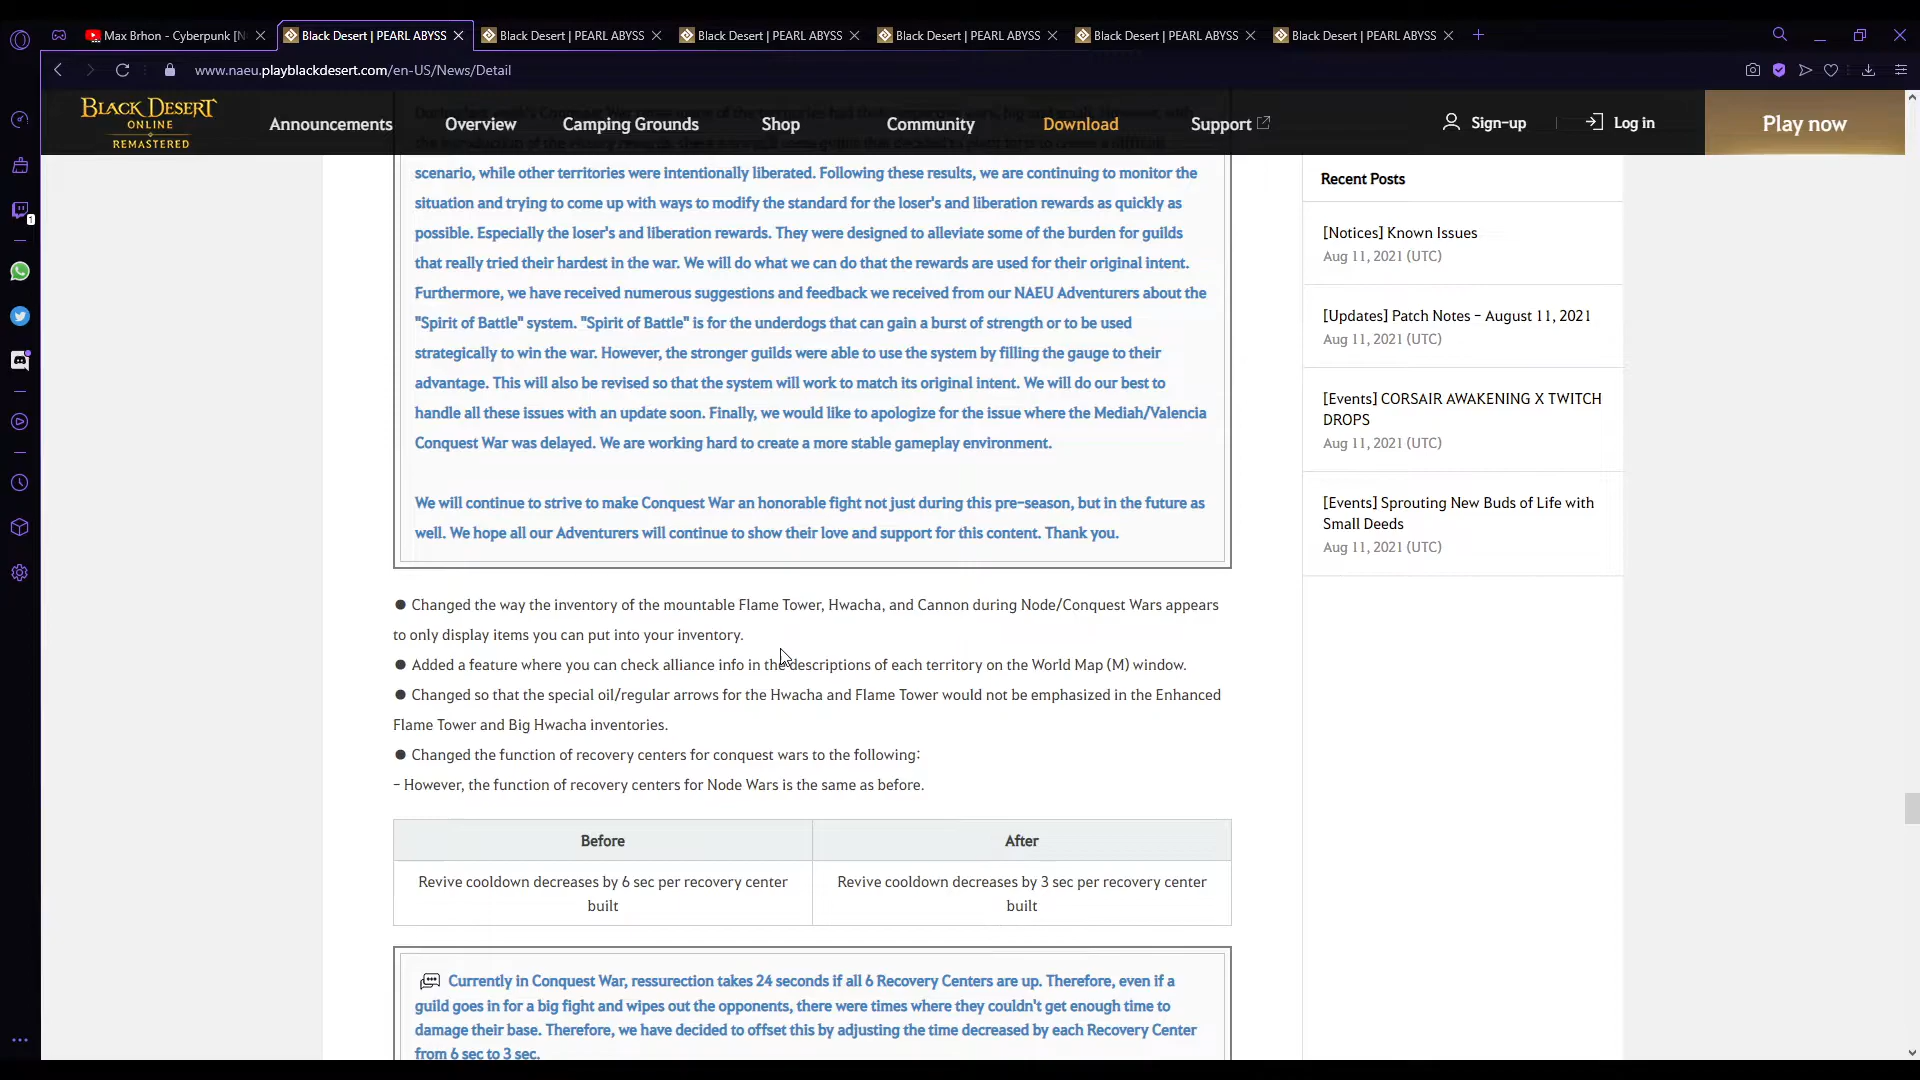 Max Brhon - Cyberpunk [N
Black Desert | PEARL ABYSS
Black Desert | PEARL ABYSS
Black Desert | PEARL ABYSS
Black Desert | PEARL ABYSS
Black Desert | PEARL ABYSS
Black Desert | PEARL ABYSS
www.naeu.playblackdesert.com/en-US/News/Detail
BLACK DESERT
ONLINE
REMASTERED
Announcements
Overview
Camping Grounds
Shop
Community
Download
Support
Sign-up
Log in
Play now
1
scenario, while other territories were intentionally liberated. Following these results, we are continuing to monitor the
situation and trying to come up with ways to modify the standard for the loser's and liberation rewards as quickly as
possible. Especially the loser's and liberation rewards. They were designed to alleviate some of the burden for guilds
that really tried their hardest in the war. We will do what we can do that the rewards are used for their original intent.
Furthermore, we have received numerous suggestions and feedback we received from our NAEU Adventurers about the
"Spirit of Battle" system. "Spirit of Battle" is for the underdogs that can gain a burst of strength or to be used
strategically to win the war. However, the stronger guilds were able to use the system by filling the gauge to their
advantage. This will also be revised so that the system will work to match its original intent. We will do our best to
handle all these issues with an update soon. Finally, we would like to apologize for the issue where the Mediah/Valencia
Conquest War was delayed. We are working hard to create a more stable gameplay environment.
We will continue to strive to make Conquest War an honorable fight not just during this pre-season, but in the future as
well. We hope all our Adventurers will continue to show their love and support for this content. Thank you.
● Changed the way the inventory of the mountable Flame Tower, Hwacha, and Cannon during Node/Conquest Wars appears
to only display items you can put into your inventory.
● Added a feature where you can check alliance info in the descriptions of each territory on the World Map (M) window.
● Changed so that the special oil/regular arrows for the Hwacha and Flame Tower would not be emphasized in the Enhanced
Flame Tower and Big Hwacha inventories.
● Changed the function of recovery centers for conquest wars to the following:
- However, the function of recovery centers for Node Wars is the same as before.
Before
After
Revive cooldown decreases by 6 sec per recovery center
built
Revive cooldown decreases by 3 sec per recovery center
built
Currently in Conquest War, ressurection takes 24 seconds if all 6 Recovery Centers are up. Therefore, even if a
guild goes in for a big fight and wipes out the opponents, there were times where they couldn't get enough time to
damage their base. Therefore, we have decided to offset this by adjusting the time decreased by each Recovery Center
from 6 sec to 3 sec.
Recent Posts
[Notices] Known Issues
Aug 11, 2021 (UTC)
[Updates] Patch Notes - August 11, 2021
Aug 11, 2021 (UTC)
[Events] CORSAIR AWAKENING X TWITCH
DROPS
Aug 11, 2021 (UTC)
[Events] Sprouting New Buds of Life with
Small Deeds
Aug 11, 2021 (UTC)